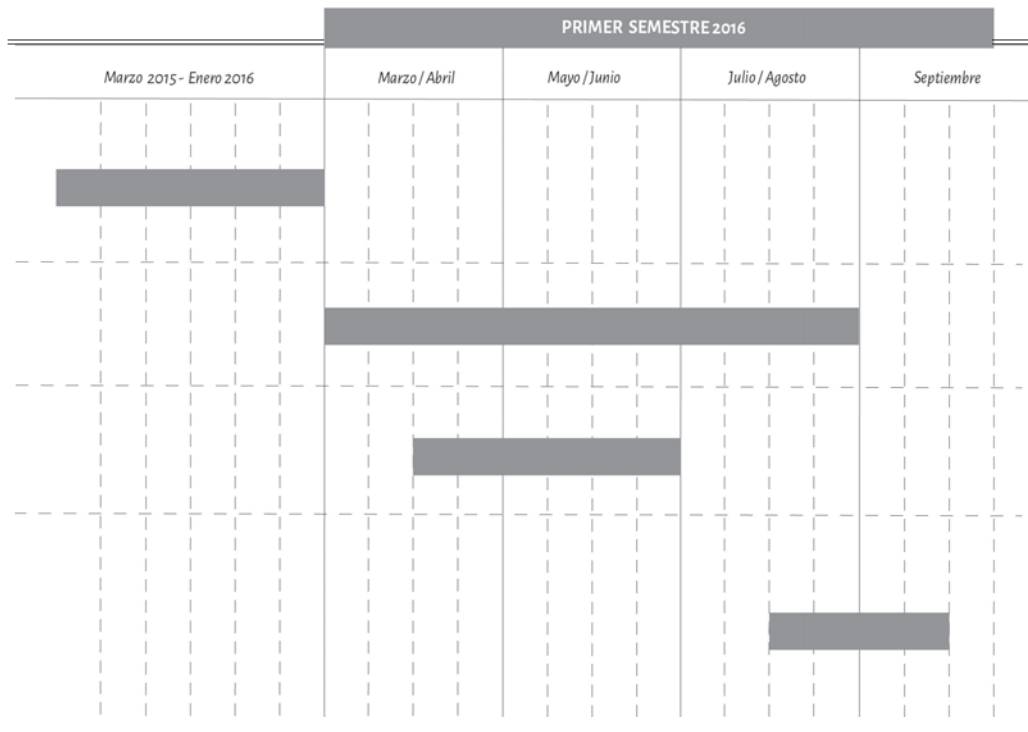 PRIMER SEMESTRE 2016
Marzo 2015 - Enero 2016
Marzo / Abril
Mayo / Junio
Julio / Agosto
Septiembre